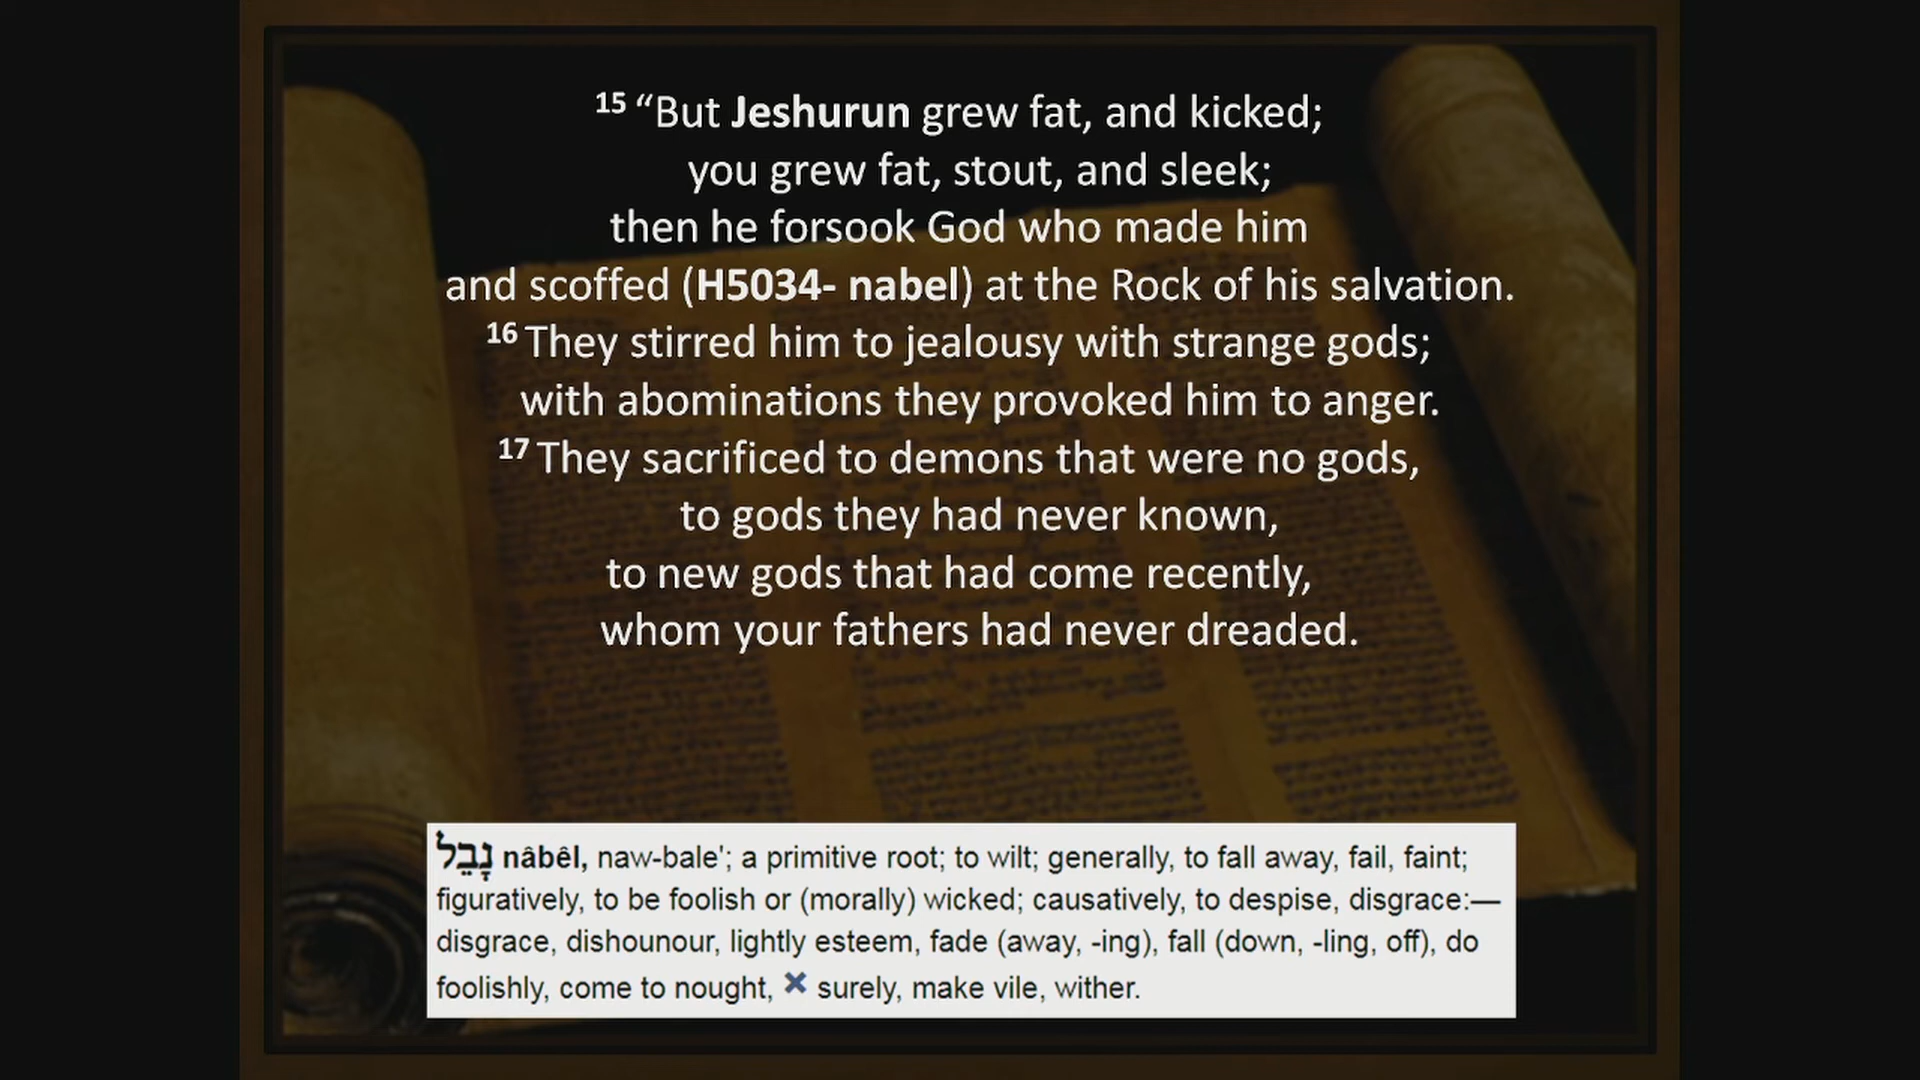 15 “But Jeshurun grew fat, and kicked;
you grew fat, stout, and sleek;
then he forsook God who made him
and scoffed (H5034- nabel) at the Rock of his salvation.
16 They stirred him to jealousy with strange gods;
with abominations they provoked him to anger.
17 They sacrificed to demons that were no gods,
to gods they had never known,
to new gods that had come recently,
whom your fathers had never dreaded.
נָבֵל nâbêl, naw-bale'; a primitive root; to wilt; generally, to fall away, fail, faint;
figuratively, to be foolish or (morally) wicked; causatively, to despise, disgrace:—
disgrace, dishounour, lightly esteem, fade (away, -ing), fall (down, -ling, off), do
foolishly, come to nought, × surely, make vile, wither.